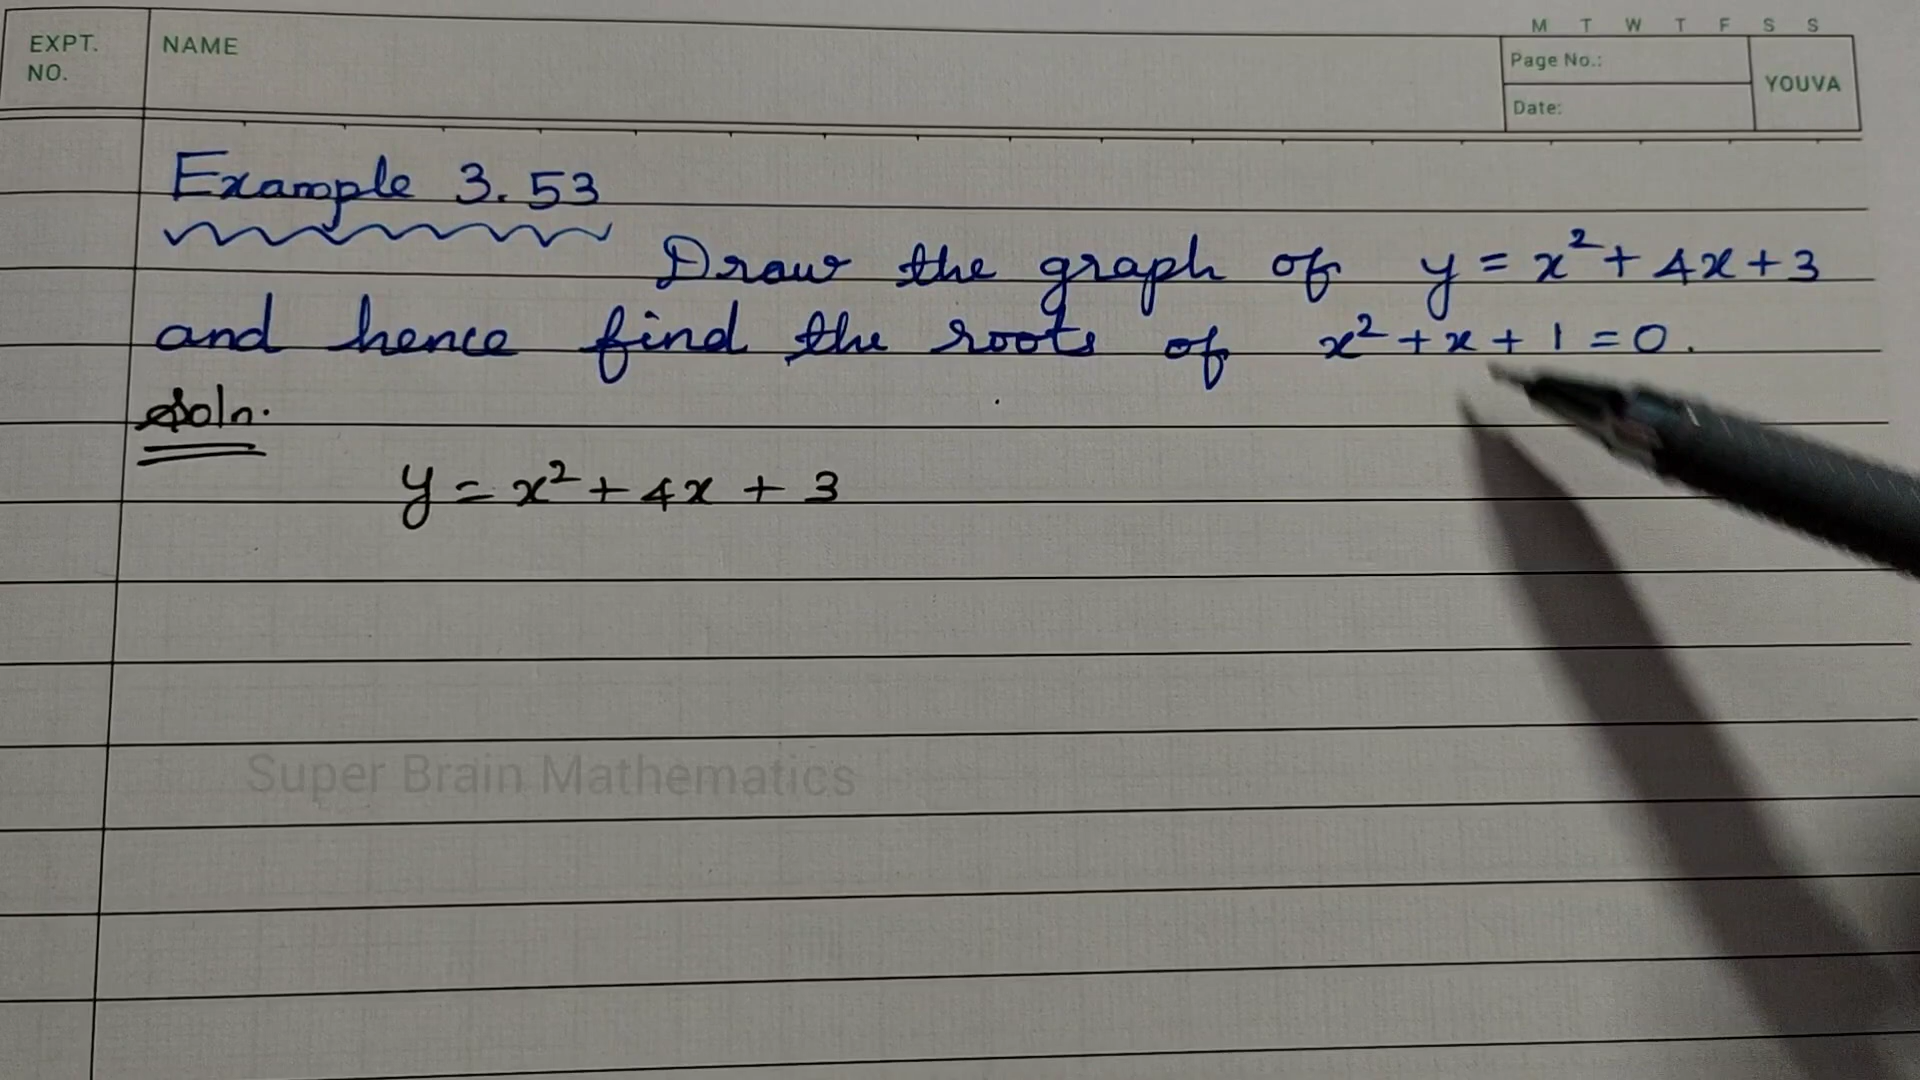 M T W T F S S
EXPT. NO.
NAME
Page No.:
Date:
YOUVA
Example 3.53
Draw the graph of y = x² + 4x + 3
and hence find the roots of x² + x + 1 = 0.
Soln.
y = x² + 4x + 3
Super Brain Mathematics